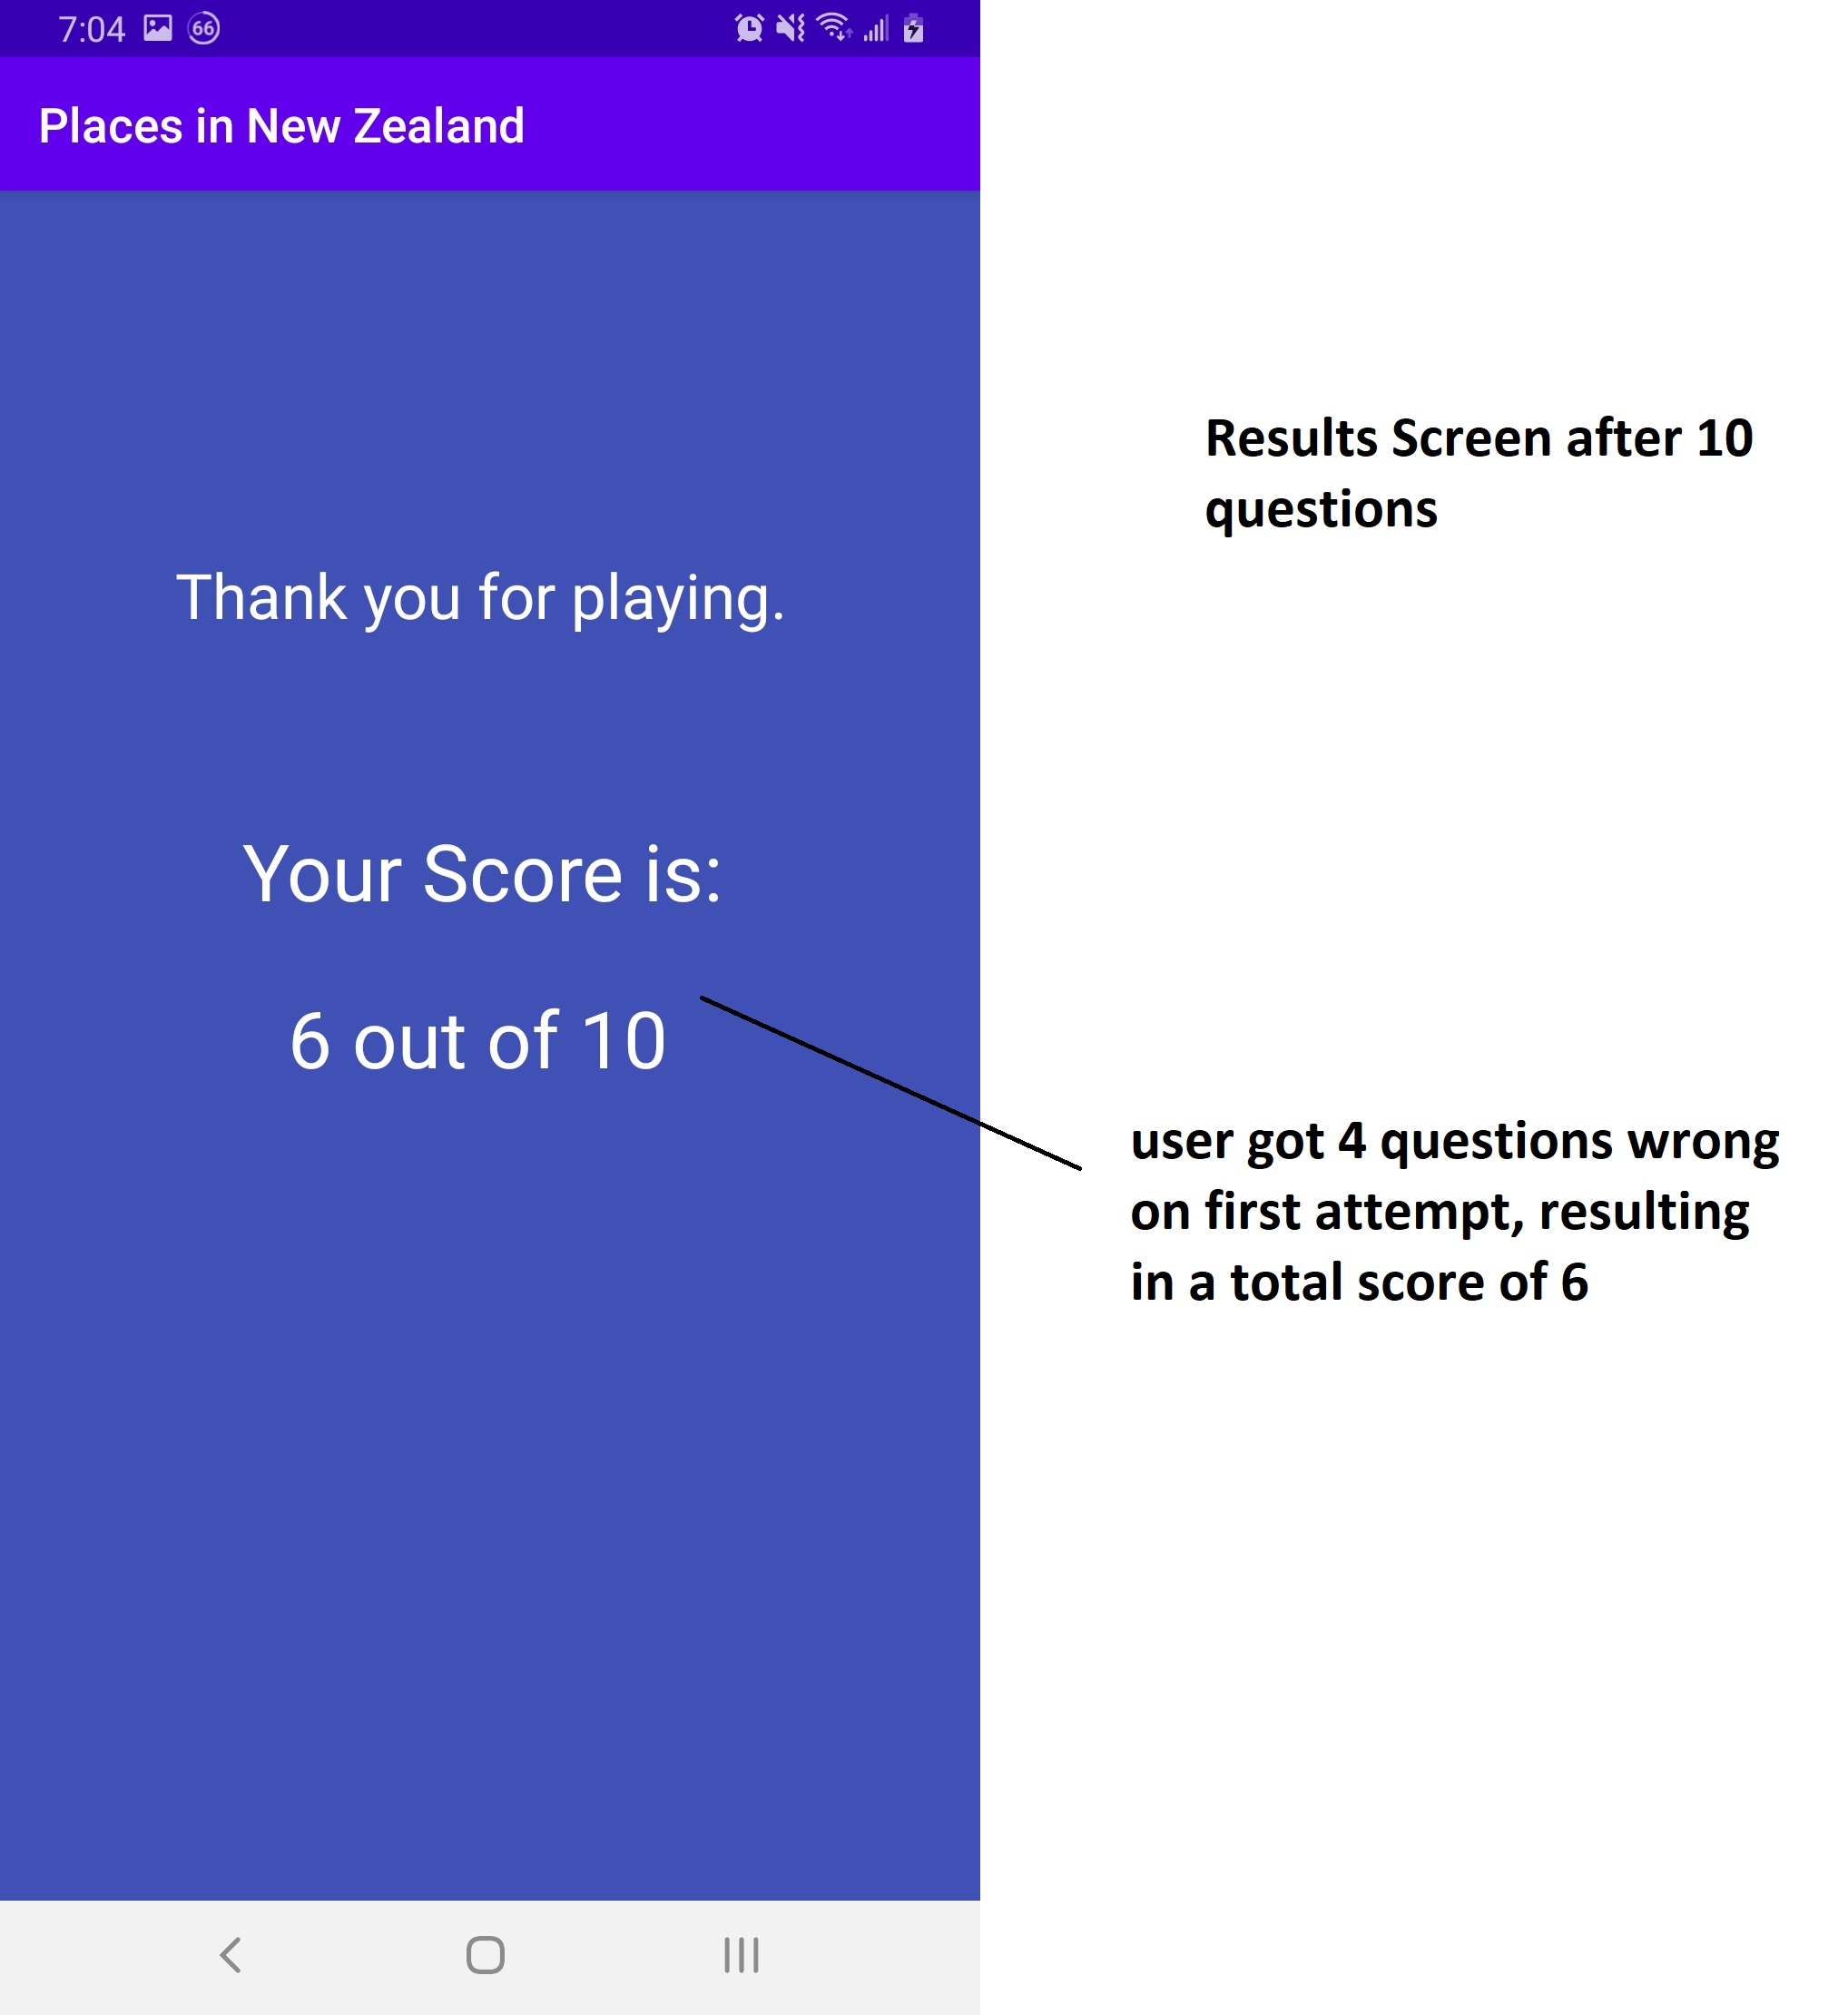 7:04 66
Places in New Zealand
Results Screen after 10
questions
Thank you for playing.
Your Score is:
6 out of 10
user got 4 questions wrong
on first attempt, resulting
in a total score of 6